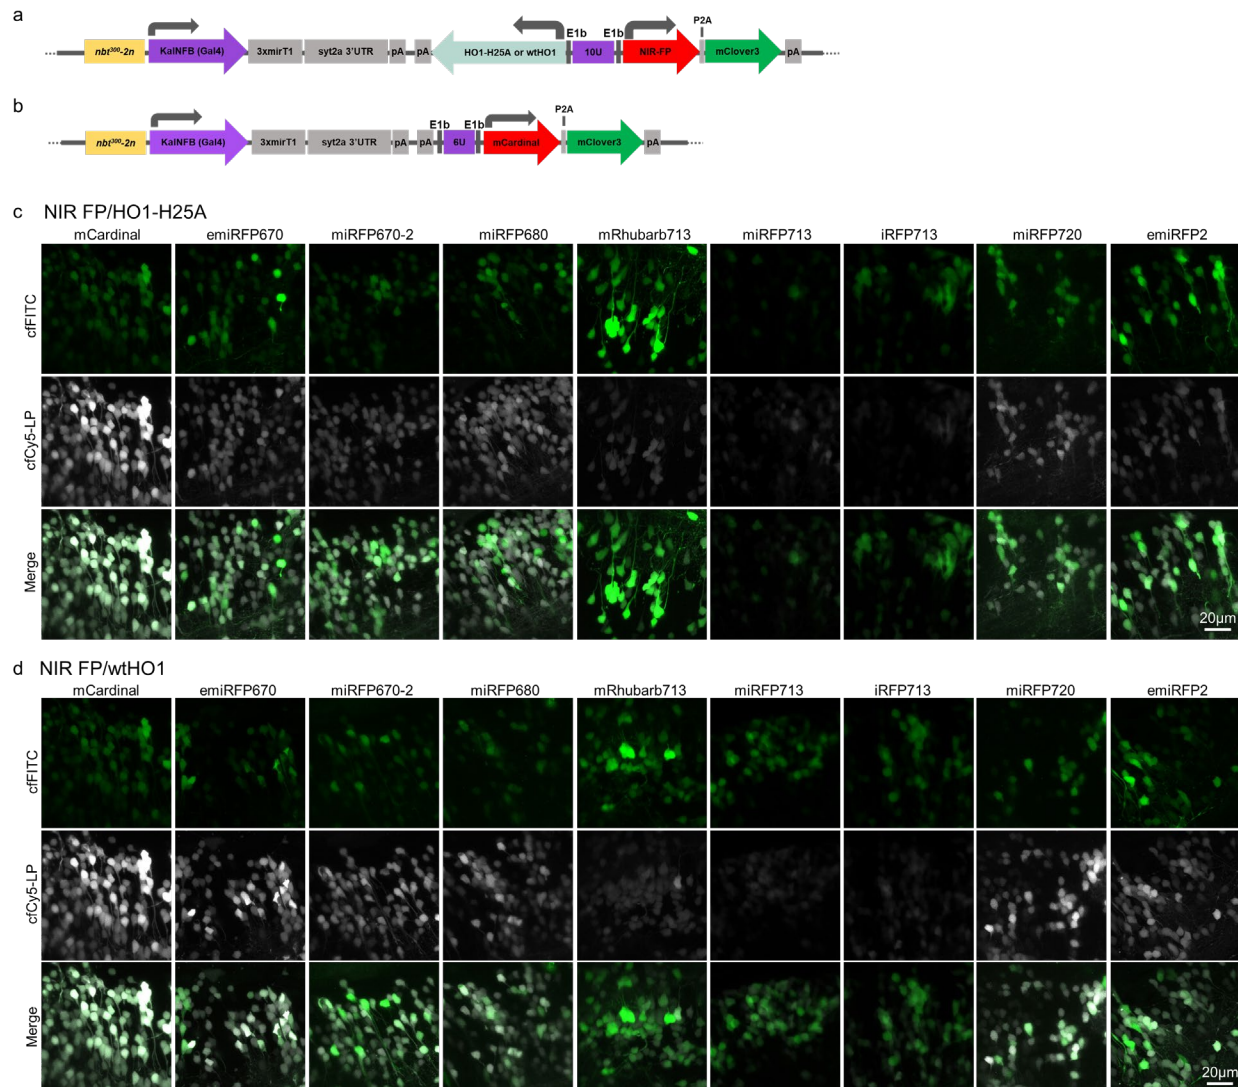 a
nbt300-2n KalNFB (Gal4) 3xmirT1 syt2a 3'UTR pA pA HO1-H25A or wtHO1 E1b 10U E1b NIR-FP P2A mClover3 pA
b
nbt300-2n KalNFB (Gal4) 3xmirT1 syt2a 3'UTR pA pA E1b 6U E1b mCardinal P2A mClover3 pA
c NIR FP/HO1-H25A
mCardinal emiRFP670 miRFP670-2 miRFP680 mRhubarb713 miRFP713 iRFP713 miRFP720 emiRFP2
cfFITC
cfCy5-LP
Merge
20µm
d NIR FP/wtHO1
mCardinal emiRFP670 miRFP670-2 miRFP680 mRhubarb713 miRFP713 iRFP713 miRFP720 emiRFP2
cfFITC
cfCy5-LP
Merge
20µm